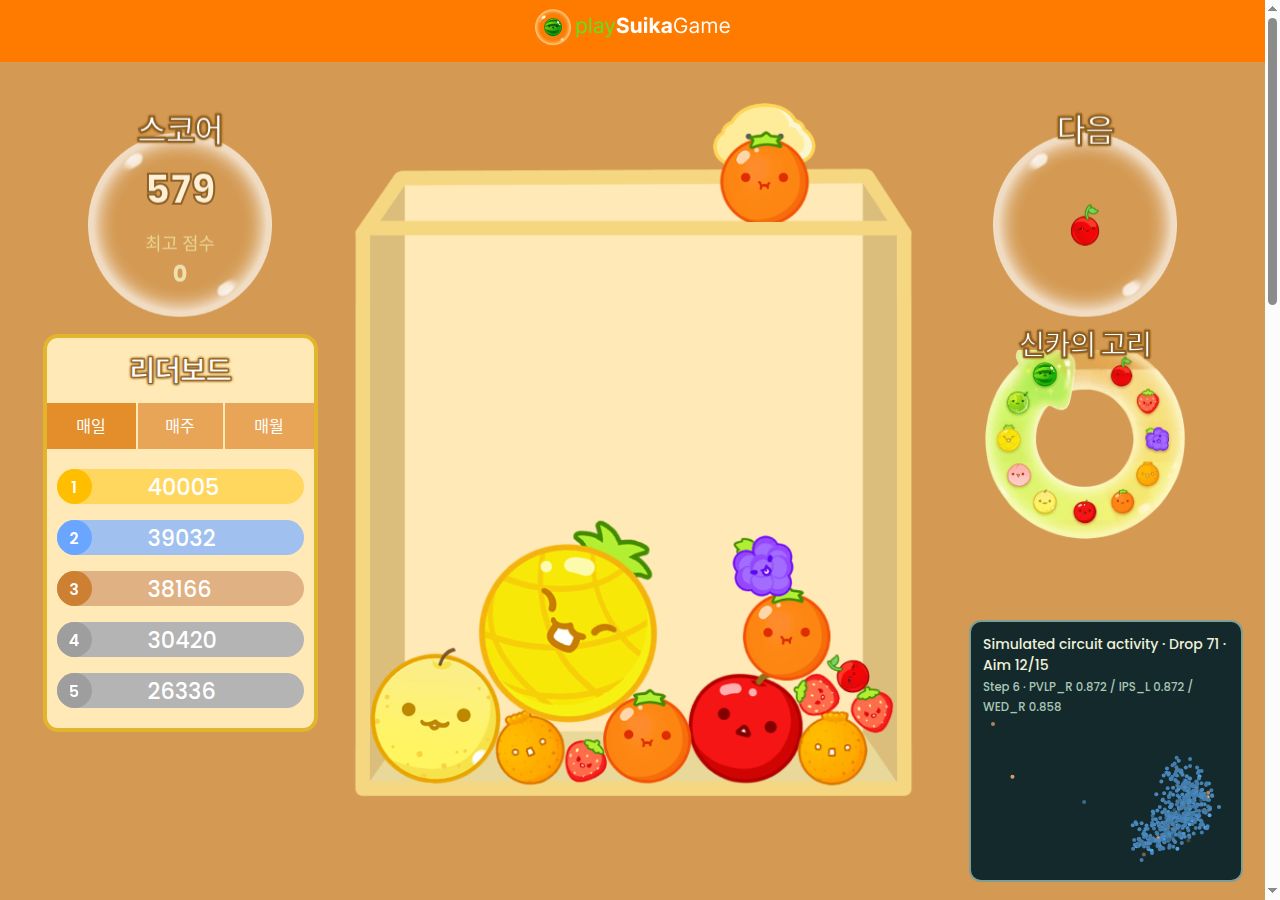 playSuikaGame
스코어
579
최고 점수
0
다음
신카의 고리
리더보드
매일 매주 매월
1 40005
2 39032
3 38166
4 30420
5 26336
Simulated circuit activity · Drop 71 ·
Aim 12/15
Step 6 · PVLP_R 0.872 / IPS_L 0.872 /
WED_R 0.858